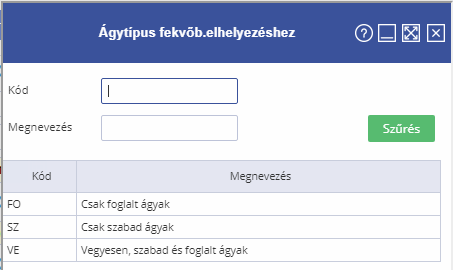 Ágytípus fekvőb.elhelyezéshez
Kód
Megnevezés
Szűrés
Kód Megnevezés
FO Csak foglalt ágyak
SZ Csak szabad ágyak
VE Vegyesen, szabad és foglalt ágyak